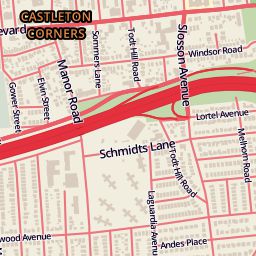 CASTLETON
CORNERS
evard
Slosson Avenue
Windsor Road
Todt Hill Road
Sommers Lane
Manor Road
Elvin Street
Gower Street
Lortel Avenue
Schmidts Lane
Todt Hill Road
Melhorn Road
Laguardia Avenu
wood Avenue
Andes Place